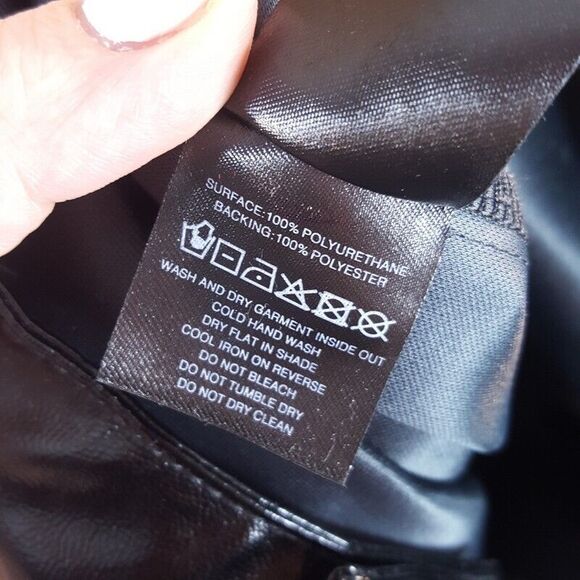 SURFACE:100% POLYURETHANE
BACKING:100% POLYESTER
WASH AND DRY GARMENT INSIDE OUT
COLD HAND WASH
DRY FLAT IN SHADE
COOL IRON ON REVERSE
DO NOT BLEACH
DO NOT TUMBLE DRY
DO NOT DRY CLEAN